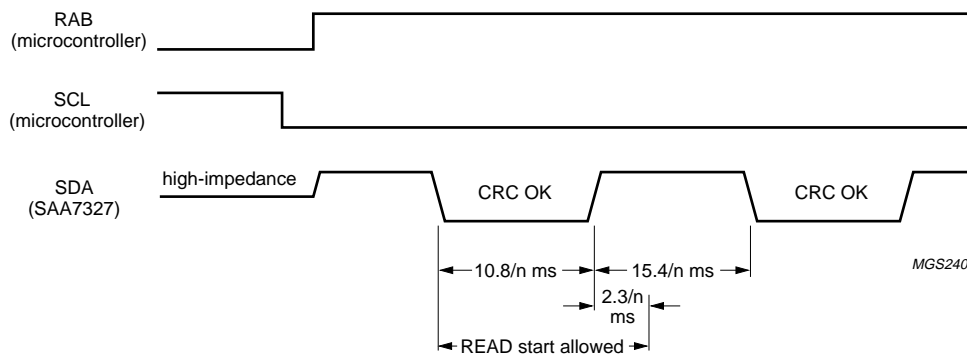 RAB
(microcontroller)
SCL
(microcontroller)
SDA
(SAA7327)
high-impedance
CRC OK
CRC OK
10.8/n ms
15.4/n ms
2.3/n
ms
READ start allowed
MGS240